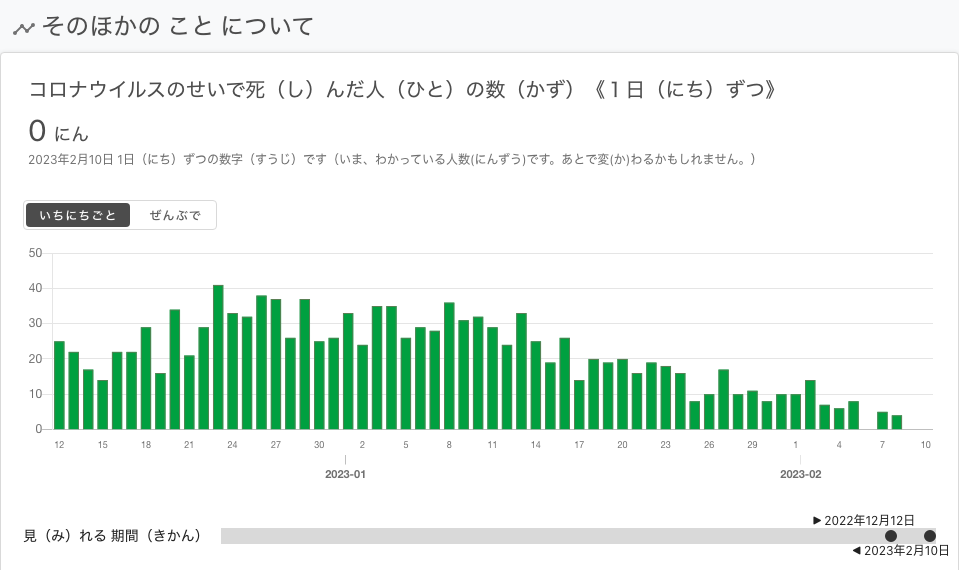 そのほかの こと について
コロナウイルスのせいで死（し）んだ人（ひと）の数（かず）《１日（にち）ずつ》
0 にん
2023年2月10日 1日（にち）ずつの数字（すうじ）です（いま、わかっている人数(にんずう)です。あとで変(か)わるかもしれません。）
いちにちごと ぜんぶで
50
40
30
20
10
0
12 15 18 21 24 27 30 2 5 8 11 14 17 20 23 26 29 1 4 7 10
2023-01 2023-02
▶ 2022年12月12日
見（み）れる 期間（きかん）
◀ 2023年2月10日